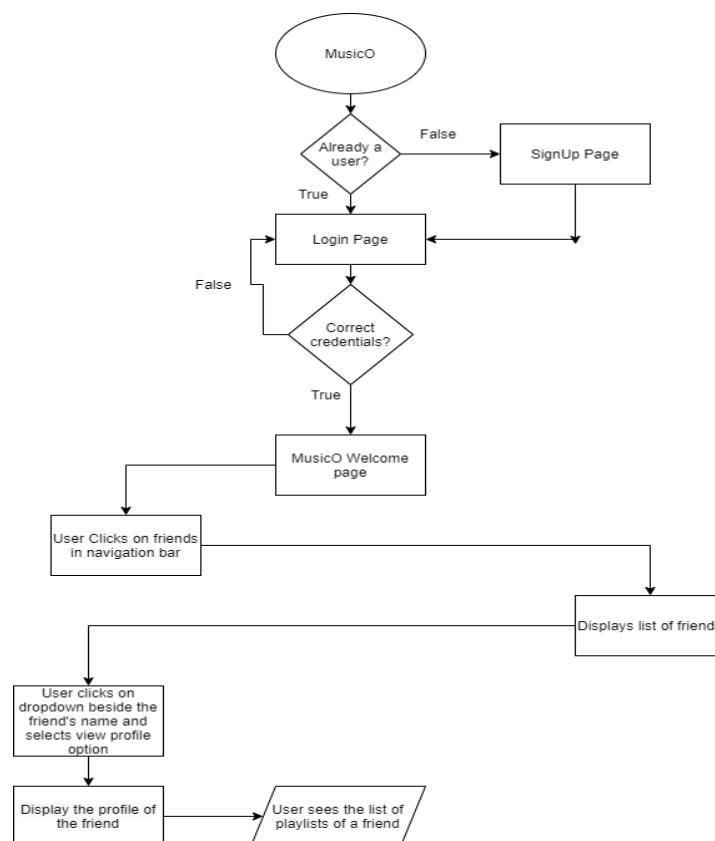 MusicO
Already a
user?
False
SignUp Page
True
Login Page
False
Correct
credentials?
True
MusicO Welcome
page
User Clicks on friends
in navigation bar
Displays list of friend
User clicks on
dropdown beside the
friend's name and
selects view profile
option
Display the profile of
the friend
User sees the list of
playlists of a friend